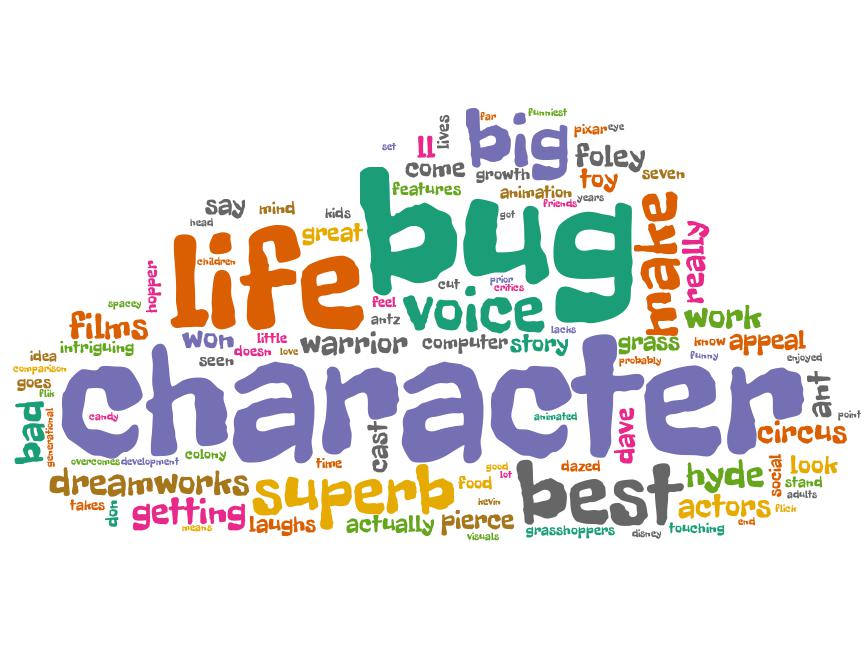 far
funniest
big
pixar
eye
lives
ll
set
come
growth
foley
toy
seven
features
animation
friends
years
bug
got
say
mind
kids
head
great
make
really
life
children
hopper
cut
prior
critics
spacey
feel
voice
films
antz
work
won
little
warrior
computer
story
lacks
grass
know
appeal
intriguing
doesn
love
seen
probably
funny
enjoyed
idea
comparison
goes
flik
character
ant
bad
generational
candy
animated
dave
point
cast
circus
overcomes
development
colony
time
good
lot
dazed
social
look
dreamworks
superb
food
best
hyde
stand
adults
takes
don
getting
kevin
actors
flick
means
laughs
actually
pierce
visuals
grasshoppers
disney
touching
end